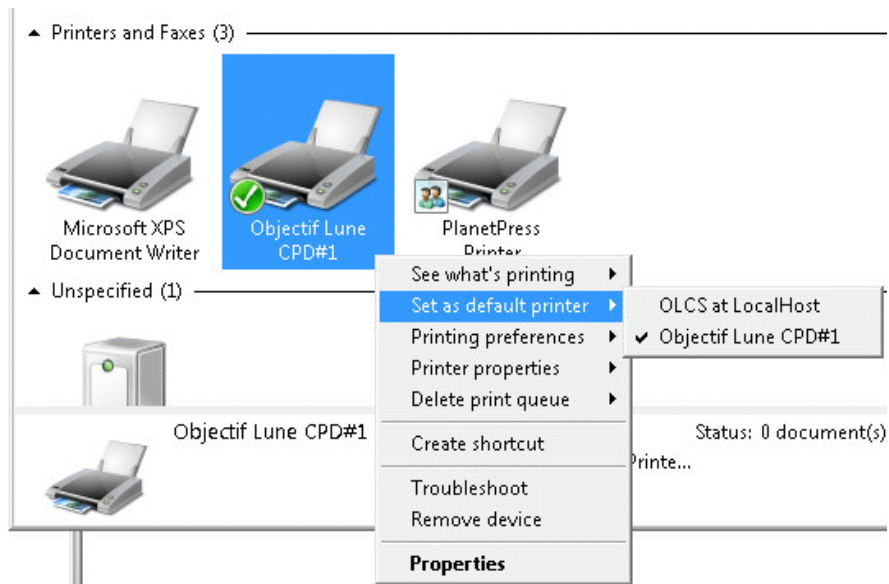 Printers and Faxes (3)
Microsoft XPS
Document Writer
Objectif Lune
CPD#1
PlanetPress
Printer
See what's printing
Set as default printer
OLCS at LocalHost
Objectif Lune CPD#1
Printing preferences
Printer properties
Delete print queue
Create shortcut
Troubleshoot
Remove device
Properties
Unspecified (1)
Objectif Lune CPD#1
Status: 0 document(s)
Printe...